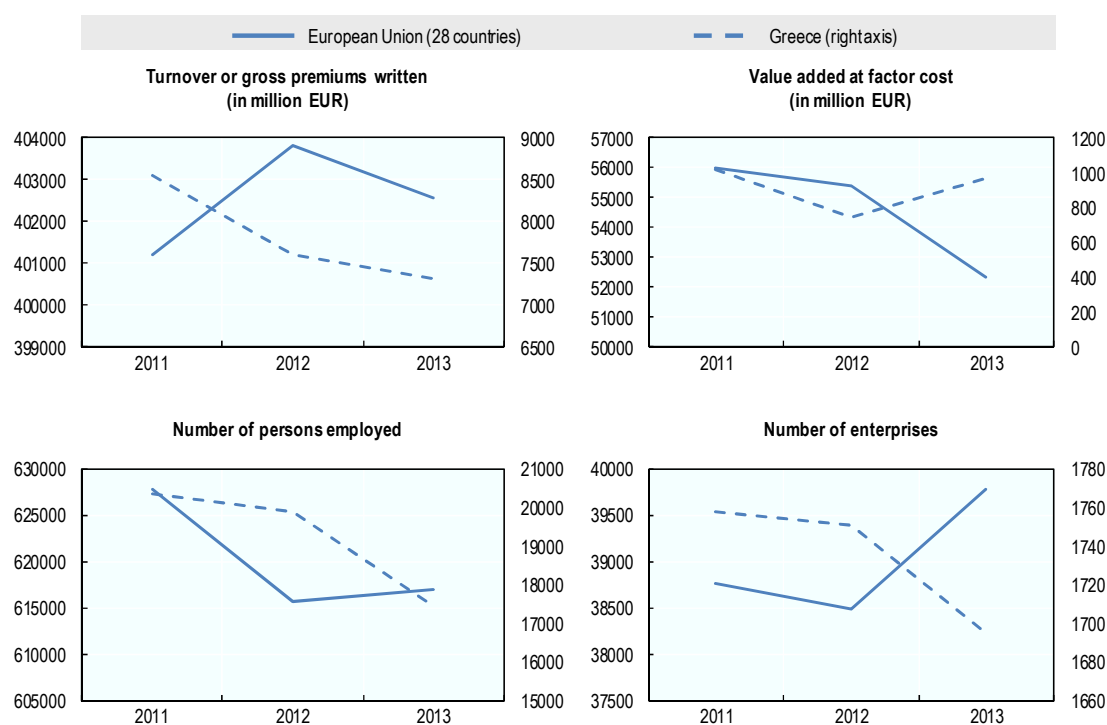 European Union (28 countries) Greece (right axis)
Turnover or gross premiums written
(in million EUR)
404000 9000
403000 8500
402000 8000
401000 7500
400000 7000
399000 6500
2011 2012 2013
Value added at factor cost
(in million EUR)
57000 1200
56000 1000
55000 800
54000 600
53000 400
52000 200
51000 0
50000
2011 2012 2013
Number of persons employed
630000 21000
625000 20000
620000 19000
615000 18000
610000 17000
605000 16000
15000
2011 2012 2013
Number of enterprises
40000 1780
39500 1760
39000 1740
38500 1720
38000 1700
37500 1680
1660
2011 2012 2013